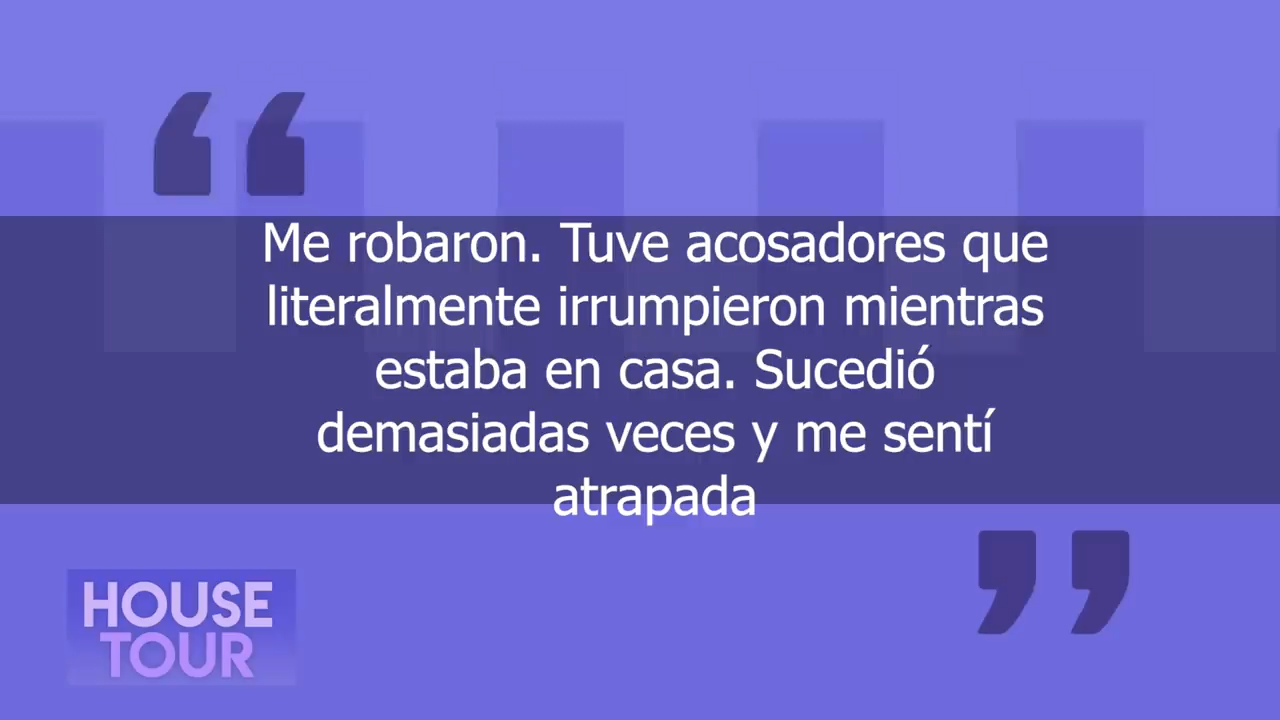 “
Me robaron. Tuve acosadores que
literalmente irrumpieron mientras
estaba en casa. Sucedió
demasiadas veces y me sentí
atrapada
”
HOUSE
TOUR